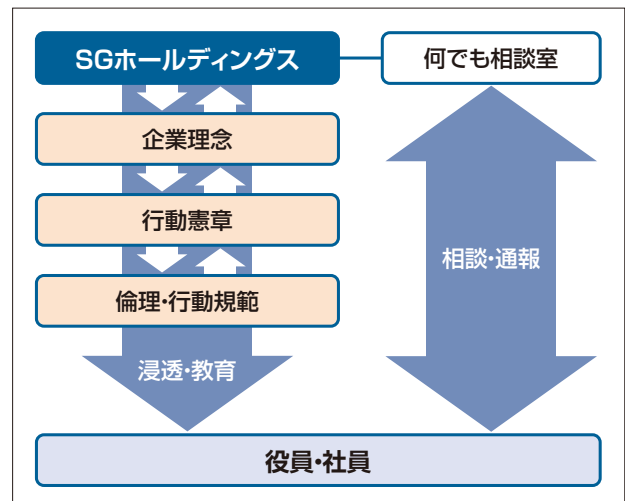 SGホールディングス
何でも相談室
企業理念
行動憲章
倫理・行動規範
浸透・教育
相談・通報
役員・社員